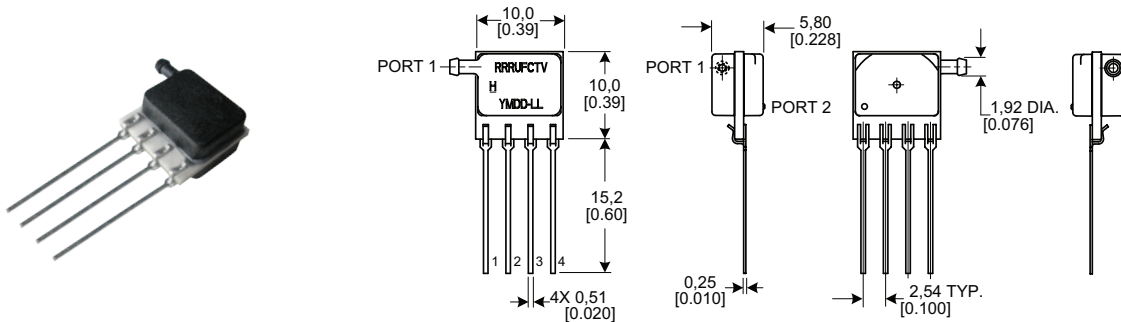 10,0
[0.39]
PORT 1
RRRUFCTV
H
YMDD-LL
10,0
[0.39]
15,2
[0.60]
1
2
3
4
4X 0,51
[0.020]
5,80
[0.228]
PORT 1
PORT 2
0,25
[0.010]
1,92 DIA.
[0.076]
2,54 TYP.
[0.100]